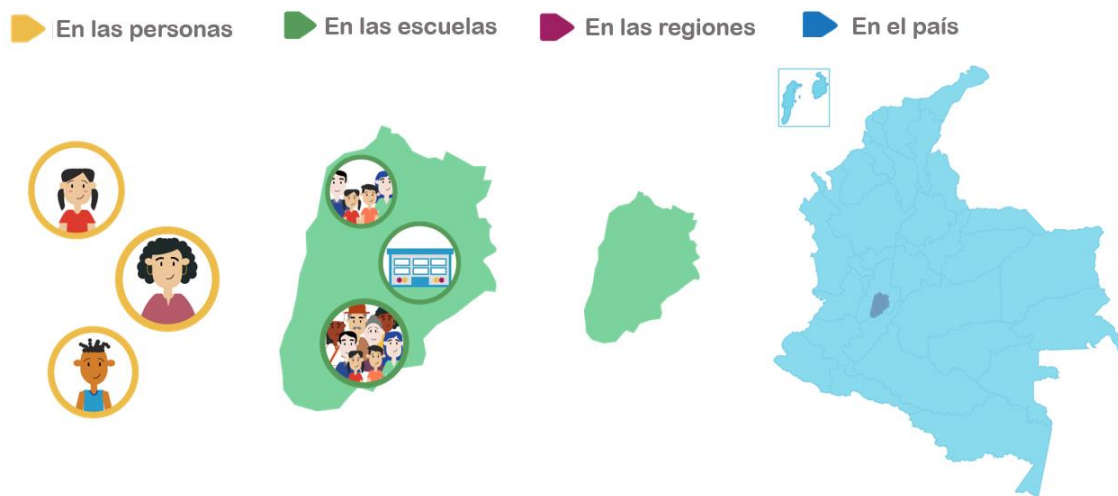 En las personas
En las escuelas
En las regiones
En el país